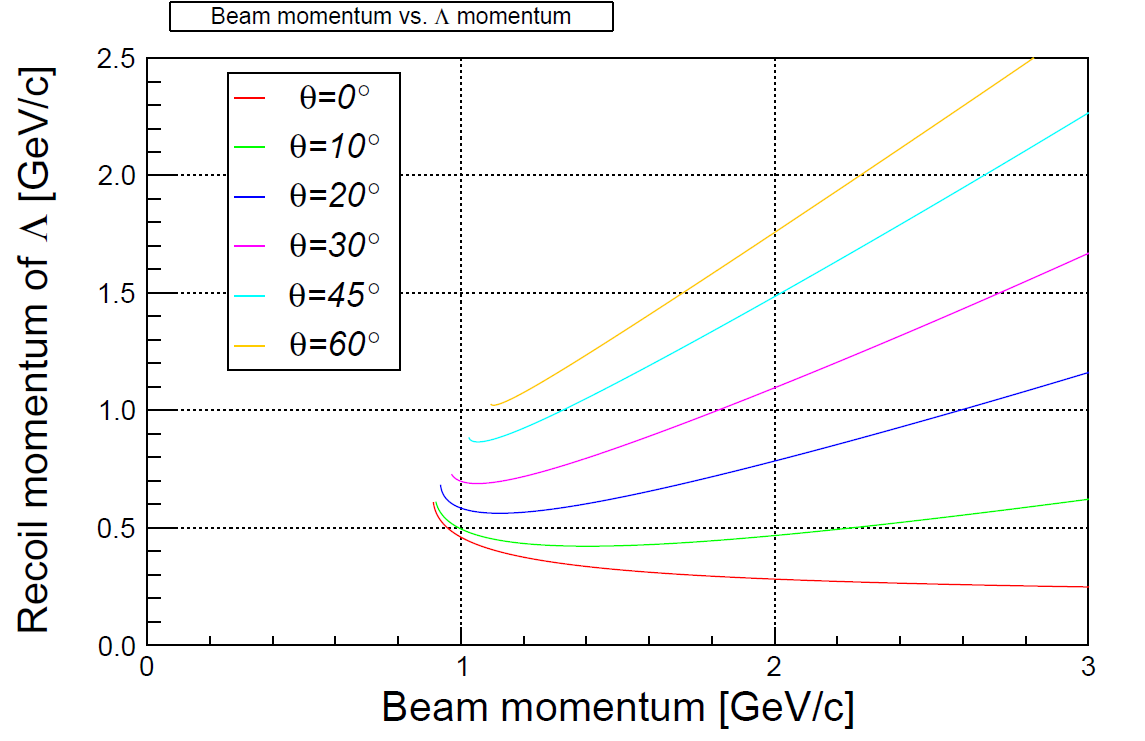 Beam momentum vs. Λ momentum
Recoil momentum of Λ [GeV/c]
2.5
2.0
1.5
1.0
0.5
0.0
θ=0°
θ=10°
θ=20°
θ=30°
θ=45°
θ=60°
0 1 2 3
Beam momentum [GeV/c]